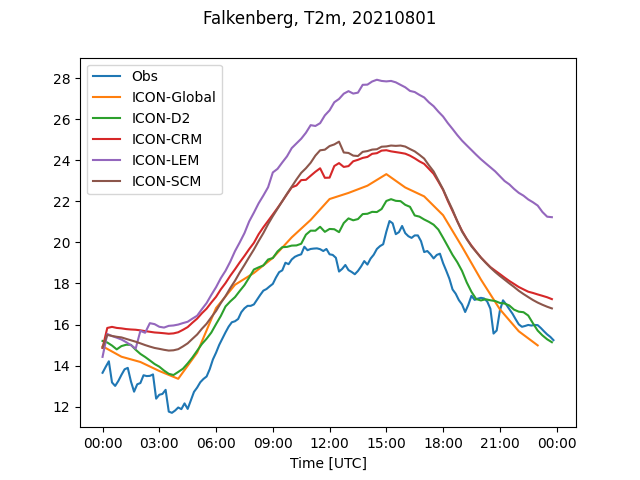 Falkenberg, T2m, 20210801
28
26
24
22
20
18
16
14
12
Obs
ICON-Global
ICON-D2
ICON-CRM
ICON-LEM
ICON-SCM
00:00 03:00 06:00 09:00 12:00 15:00 18:00 21:00 00:00
Time [UTC]